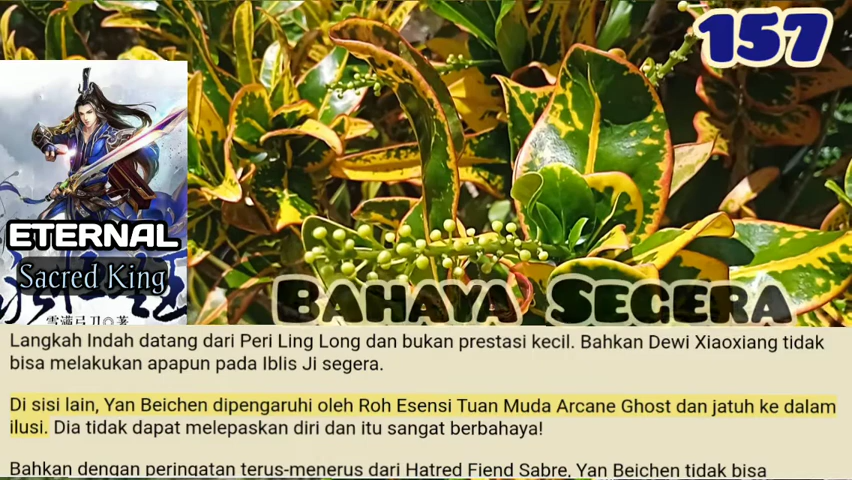 157
ETERNAL
Sacred King
雪满弓刀◎著
BAHAYA SEGERA
Langkah Indah datang dari Peri Ling Long dan bukan prestasi kecil. Bahkan Dewi Xiaoxiang tidak
bisa melakukan apapun pada Iblis Ji segera.
Di sisi lain, Yan Beichen dipengaruhi oleh Roh Esensi Tuan Muda Arcane Ghost dan jatuh ke dalam
ilusi. Dia tidak dapat melepaskan diri dan itu sangat berbahaya!
Bahkan dengan peringatan terus-menerus dari Hatred Fiend Sabre, Yan Beichen tidak bisa